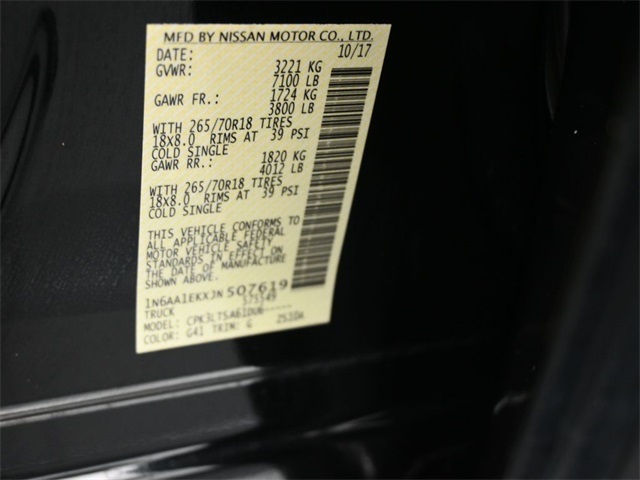 MFD BY NISSAN MOTOR CO., LTD.
DATE: 10/17
GVWR: 3221 KG
7100 LB
GAWR FR.: 1724 KG
3800 LB
WITH 265/70R18 TIRES
18X8.0 RIMS AT 39 PSI
COLD SINGLE
GAWR RR.: 1820 KG
4012 LB
WITH 265/70R18 TIRES
18X8.0 RIMS AT 39 PSI
COLD SINGLE
THIS VEHICLE CONFORMS TO
ALL APPLICABLE FEDERAL
MOTOR VEHICLE SAFETY
STANDARDS IN EFFECT ON
THE DATE OF MANUFACTURE
SHOWN ABOVE.
1N6AA1EKXJN507619
TRUCK 575549
MODEL:
COLOR: G41 TRIM: G